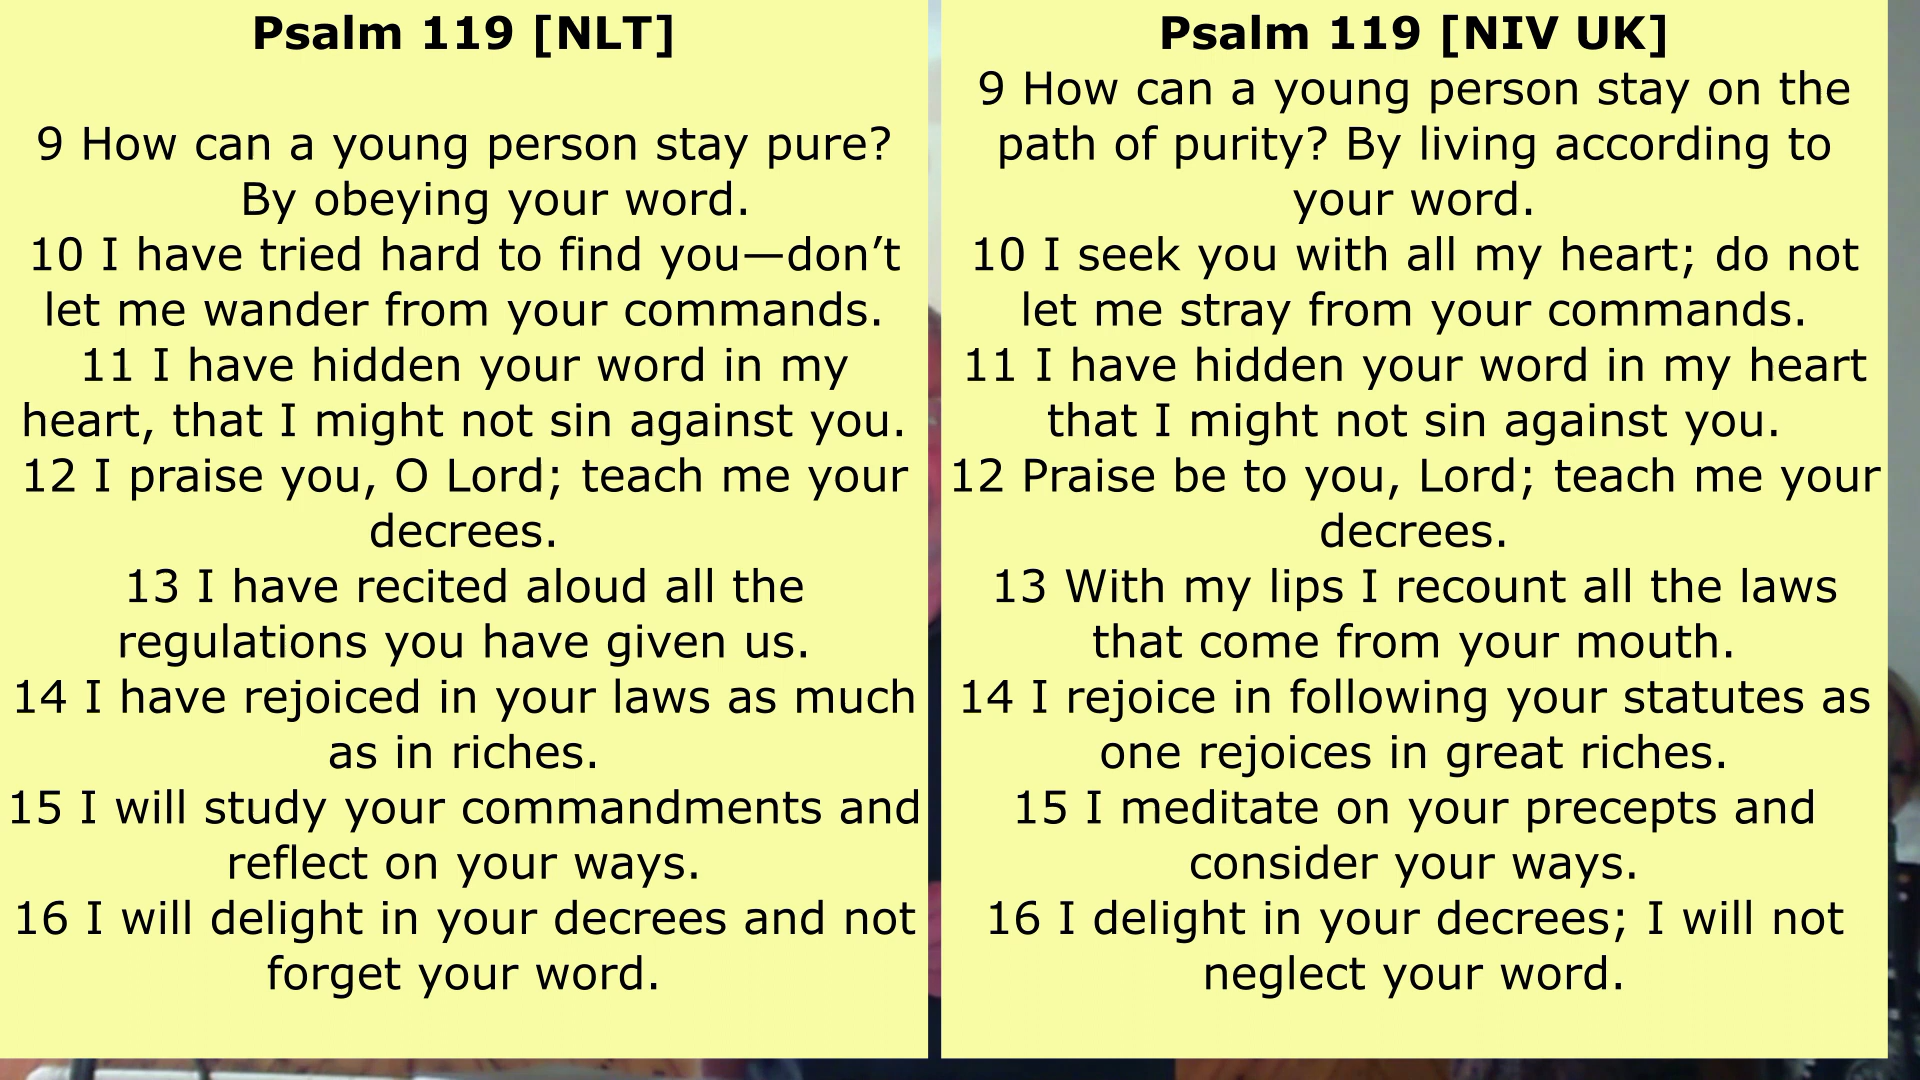 Psalm 119 [NLT]
9 How can a young person stay pure?
By obeying your word.
10 I have tried hard to find you—don’t
let me wander from your commands.
11 I have hidden your word in my
heart, that I might not sin against you.
12 I praise you, O Lord; teach me your
decrees.
13 I have recited aloud all the
regulations you have given us.
14 I have rejoiced in your laws as much
as in riches.
15 I will study your commandments and
reflect on your ways.
16 I will delight in your decrees and not
forget your word.
Psalm 119 [NIV UK]
9 How can a young person stay on the
path of purity? By living according to
your word.
10 I seek you with all my heart; do not
let me stray from your commands.
11 I have hidden your word in my heart
that I might not sin against you.
12 Praise be to you, Lord; teach me your
decrees.
13 With my lips I recount all the laws
that come from your mouth.
14 I rejoice in following your statutes as
one rejoices in great riches.
15 I meditate on your precepts and
consider your ways.
16 I delight in your decrees; I will not
neglect your word.